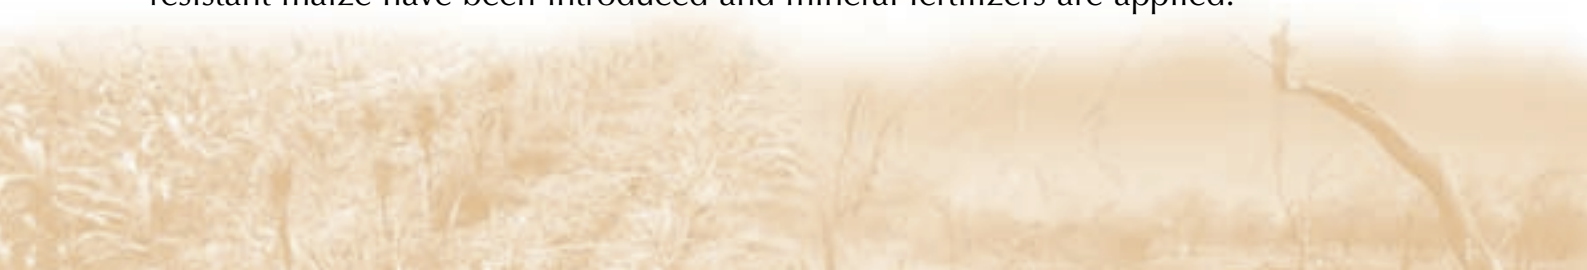 resistant maize have been introduced and mineral fertilizers are applied.